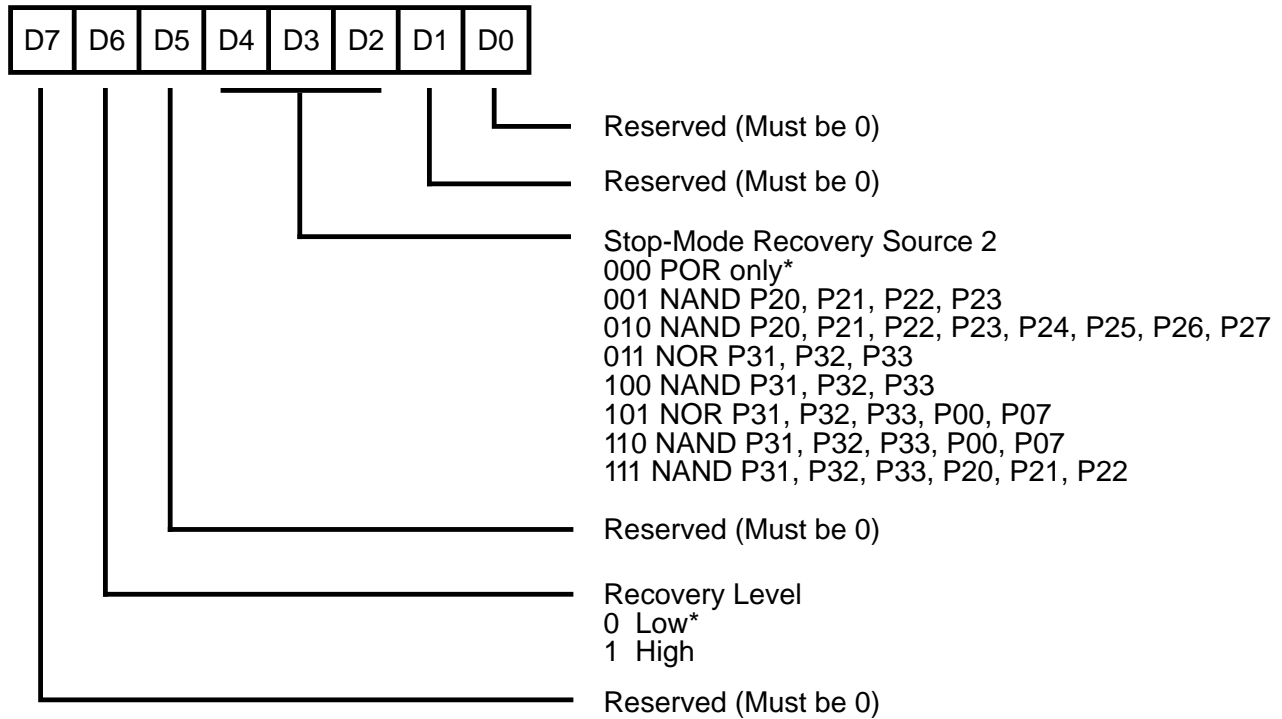 D7 D6 D5 D4 D3 D2 D1 D0
Reserved (Must be 0)
Reserved (Must be 0)
Stop-Mode Recovery Source 2
000 POR only*
001 NAND P20, P21, P22, P23
010 NAND P20, P21, P22, P23, P24, P25, P26, P27
011 NOR P31, P32, P33
100 NAND P31, P32, P33
101 NOR P31, P32, P33, P00, P07
110 NAND P31, P32, P33, P00, P07
111 NAND P31, P32, P33, P20, P21, P22
Reserved (Must be 0)
Recovery Level
0 Low*
1 High
Reserved (Must be 0)